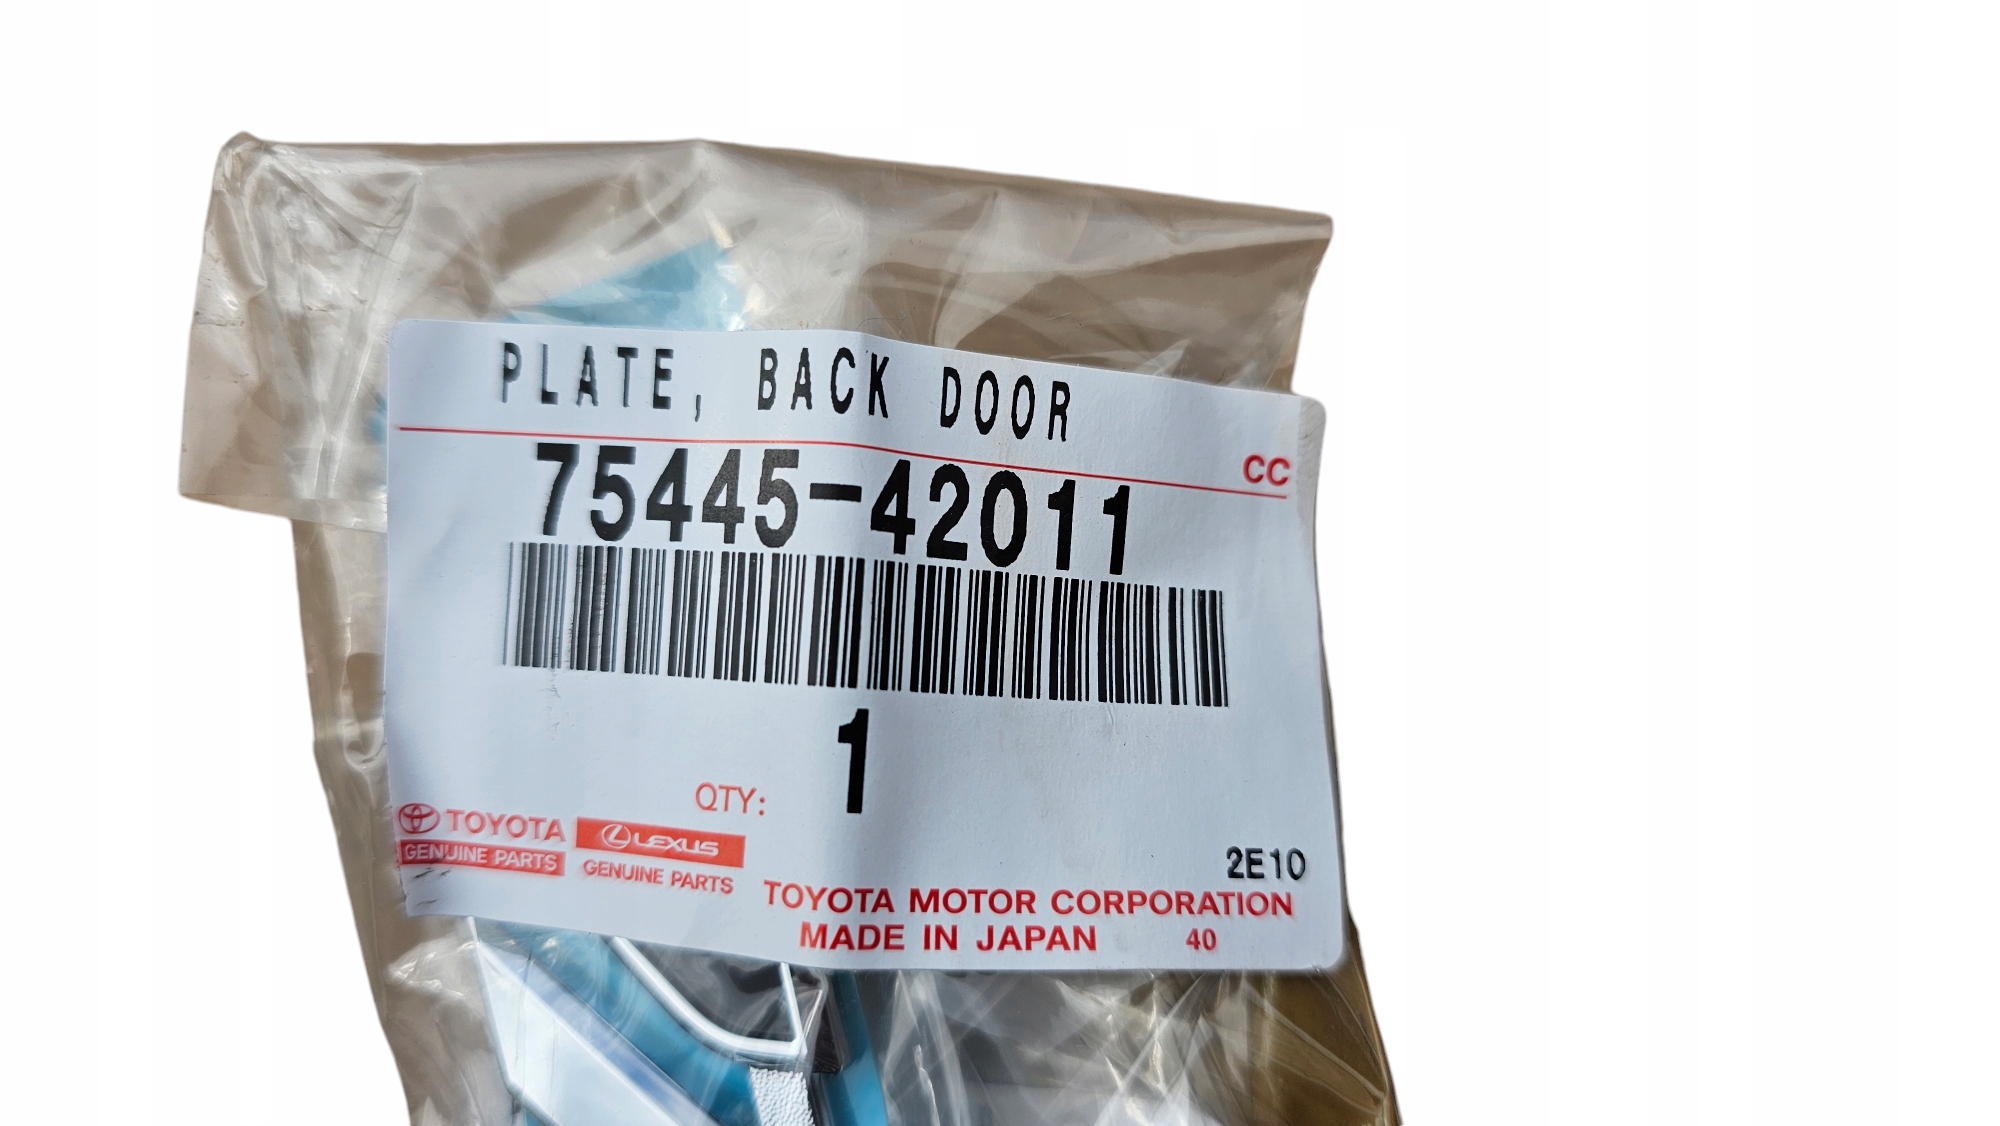 PLATE, BACK DOOR
CC
75445-42011
1
QTY:
TOYOTA LEXUS
GENUINE PARTS GENUINE PARTS
2E10
TOYOTA MOTOR CORPORATION
MADE IN JAPAN 40